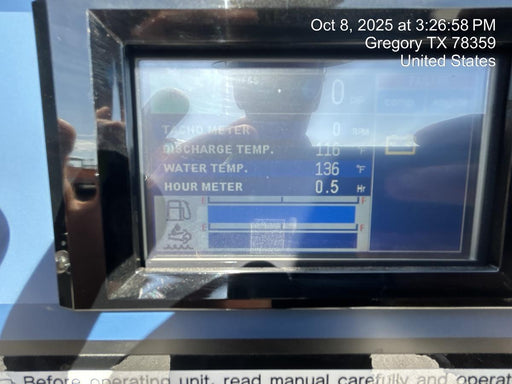 Oct 8, 2025 at 3:26:58 PM
Gregory TX 78359
United States
0
TACHO METER 0 RPM
DISCHARGE TEMP. 116 °F
WATER TEMP. 136 °F
HOUR METER 0.5 Hr
E F
E F
Before operating unit, read manual carefully and operat